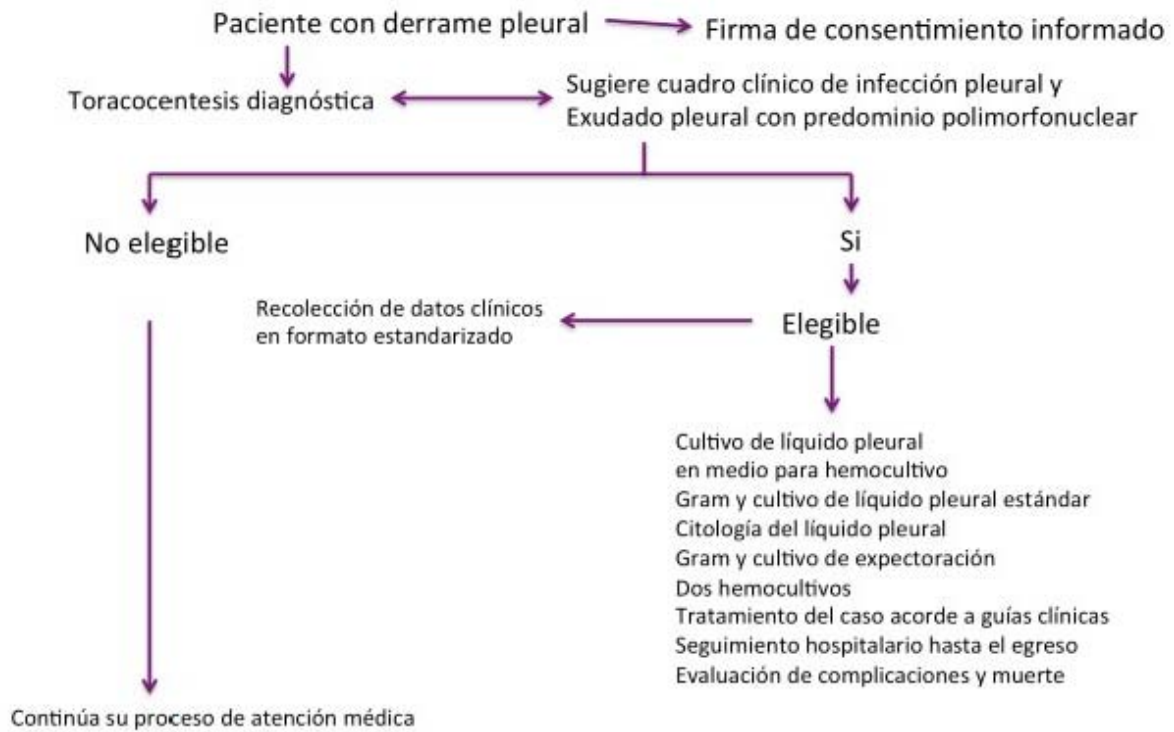 Paciente con derrame pleural
Firma de consentimiento informado
Toracocentesis diagnóstica
Sugiere cuadro clínico de infección pleural y
Exudado pleural con predominio polimorfonuclear
No elegible
Si
Recolección de datos clínicos
en formato estandarizado
Elegible
Cultivo de líquido pleural
en medio para hemocultivo
Gram y cultivo de líquido pleural estándar
Citología del líquido pleural
Gram y cultivo de expectoración
Dos hemocultivos
Tratamiento del caso acorde a guías clínicas
Seguimiento hospitalario hasta el egreso
Evaluación de complicaciones y muerte
Continúa su proceso de atención médica